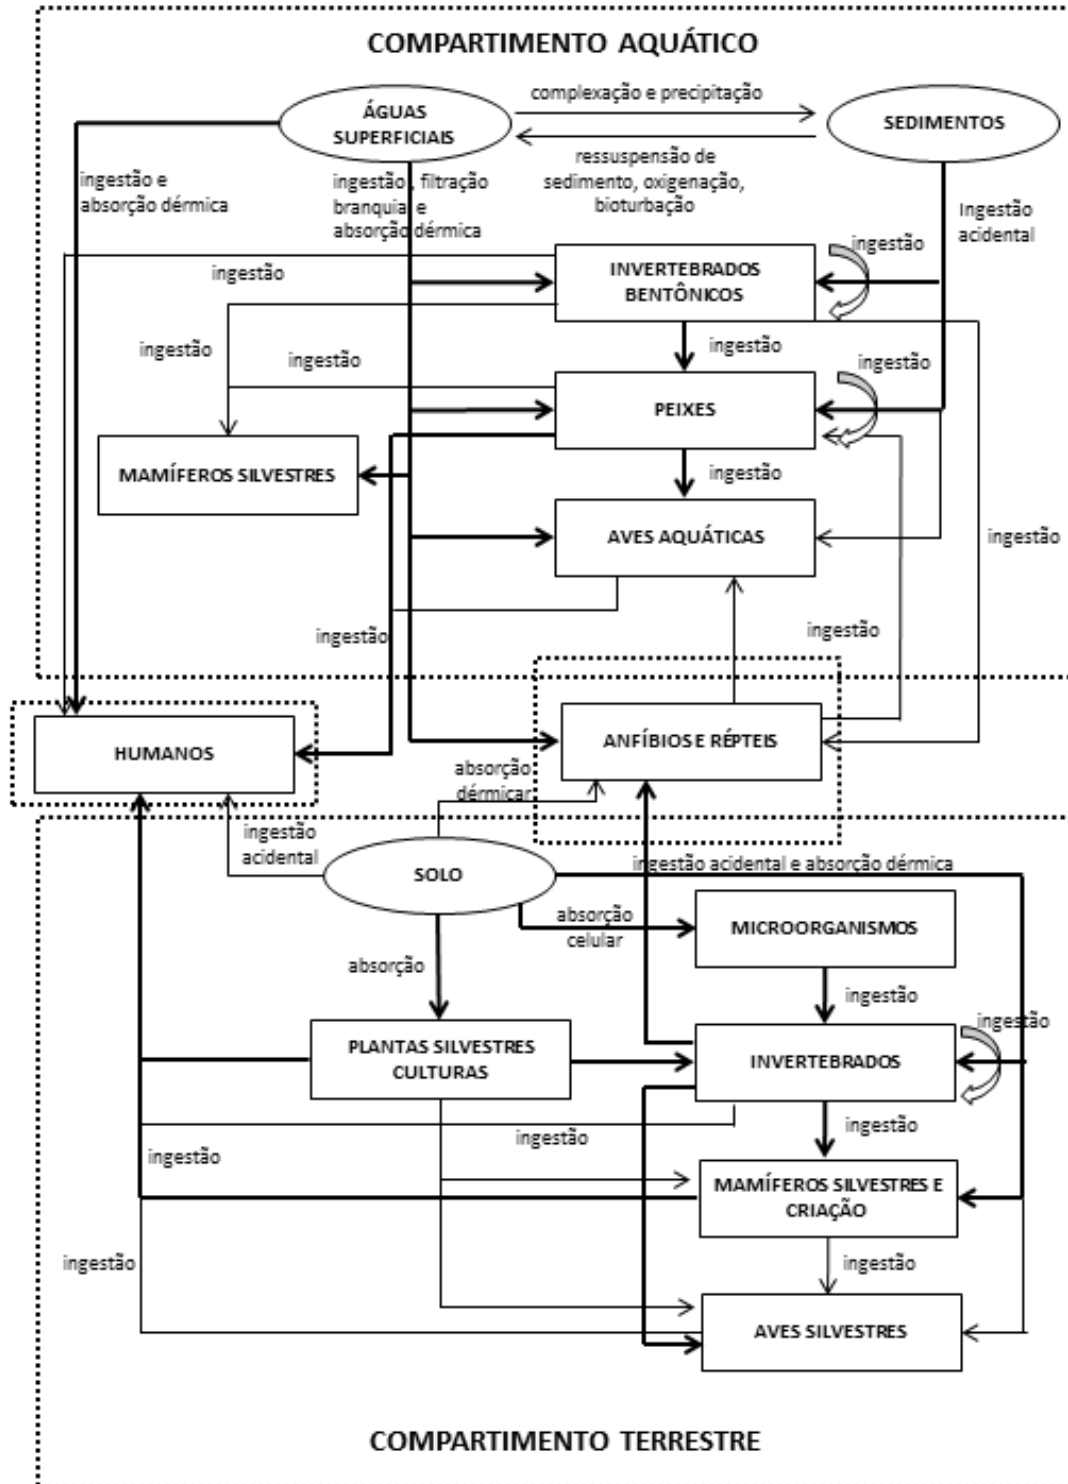 COMPARTIMENTO AQUÁTICO
complexação e precipitação
ÁGUAS
SUPERFICIAIS
SEDIMENTOS
ressuspensão de
sedimento, oxigenação,
bioturbação
ingestão e
absorção dérmica
ingestão , filtração
branquia e
absorção dérmica
Ingestão
acidental
ingestão
ingestão
INVERTEBRADOS
BENTÔNICOS
ingestão
ingestão
ingestão
ingestão
PEIXES
MAMÍFEROS SILVESTRES
ingestão
AVES AQUÁTICAS
ingestão
ingestão
ingestão
HUMANOS
ANFÍBIOS E RÉPTEIS
absorção
dérmicar
ingestão
acidental
SOLO
ingestão acidental e absorção dérmica
absorção
celular
MICROORGANISMOS
absorção
ingestão
ingestão
PLANTAS SILVESTRES
CULTURAS
INVERTEBRADOS
ingestão
ingestão
ingestão
MAMÍFEROS SILVESTRES E
CRIAÇÃO
ingestão
ingestão
AVES SILVESTRES
COMPARTIMENTO TERRESTRE